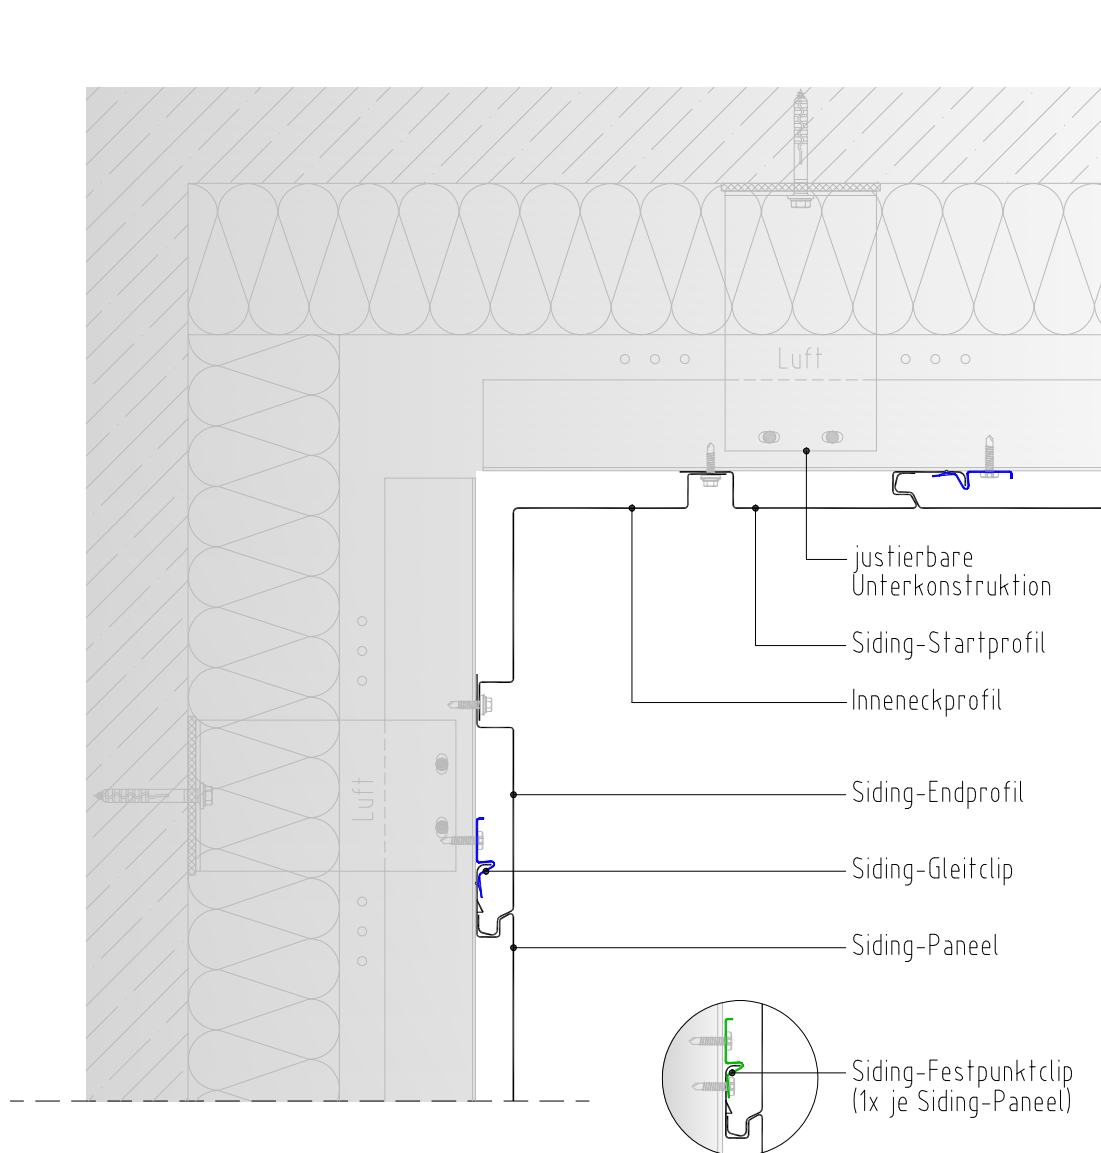 Luft
justierbare
Unterkonstruktion
Siding-Startprofil
Inneneckprofil
Luft
Siding-Endprofil
Siding-Gleitclip
Siding-Paneel
Siding-Festpunktclip
(1x je Siding-Paneel)